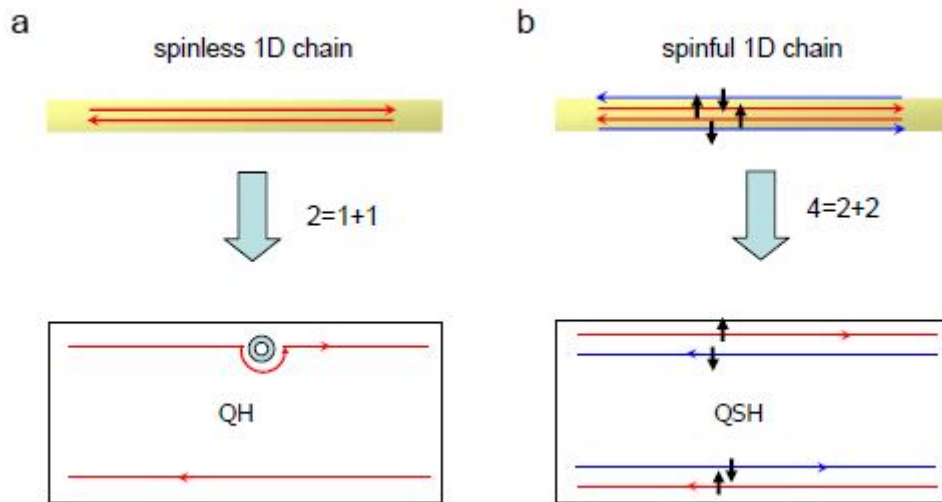 a
spinless 1D chain
2=1+1
QH
b
spinful 1D chain
4=2+2
QSH